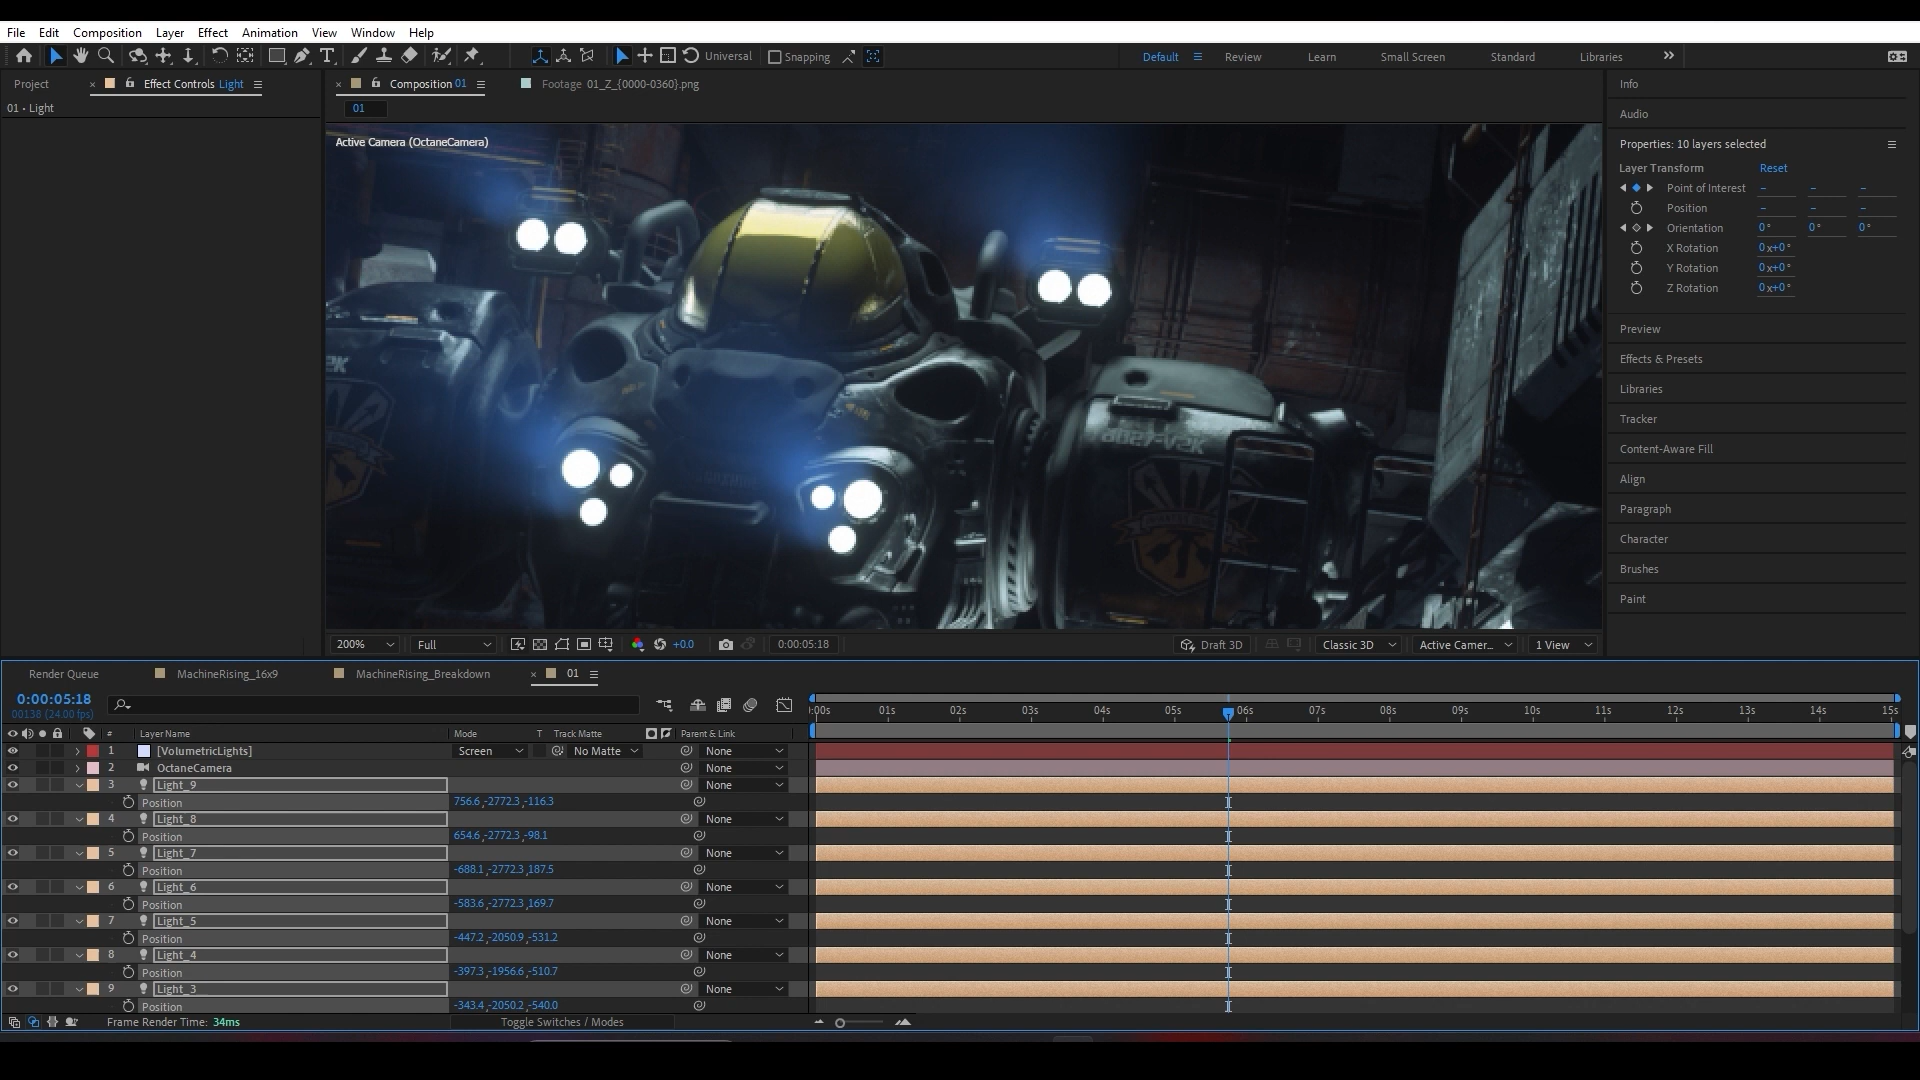 File Edit Composition Layer Effect Animation View Window Help
Universal Snapping Default Review Learn Small Screen Standard Libraries
Project Effect Controls Light Composition 01 Footage 01_Z_{0000-0360}.png Info
01 • Light 01
Audio
Active Camera (OctaneCamera)
Properties: 10 layers selected
Layer Transform Reset
Point of Interest – – –
Position – – –
Orientation 0° 0° 0°
X Rotation 0x+0°
Y Rotation 0x+0°
Z Rotation 0x+0°
Preview
Effects & Presets
Libraries
Tracker
Content-Aware Fill
Align
Paragraph
Character
Brushes
Paint
V2K
200% Full +0.0 0:00:05:18 Draft 3D Classic 3D Active Camer... 1 View
Render Queue MachineRising_16x9 MachineRising_Breakdown 01
0:00:05:18
00138 (24.00 fps)
:00s 01s 02s 03s 04s 05s 06s 07s 08s 09s 10s 11s 12s 13s 14s 15s
# Layer Name Mode T Track Matte Parent & Link
1 [VolumetricLights] Screen No Matte None
2 OctaneCamera None
3 Light_9 None
Position 756.6,-2772.3,-116.3
4 Light_8 None
Position 654.6,-2772.3,-98.1
5 Light_7 None
Position -688.1,-2772.3,187.5
6 Light_6 None
Position -583.6,-2772.3,169.7
7 Light_5 None
Position -447.2,-2050.9,-531.2
8 Light_4 None
Position -397.3,-1956.6,-510.7
9 Light_3 None
Position -343.4,-2050.2,-540.0
Frame Render Time: 34ms Toggle Switches / Modes